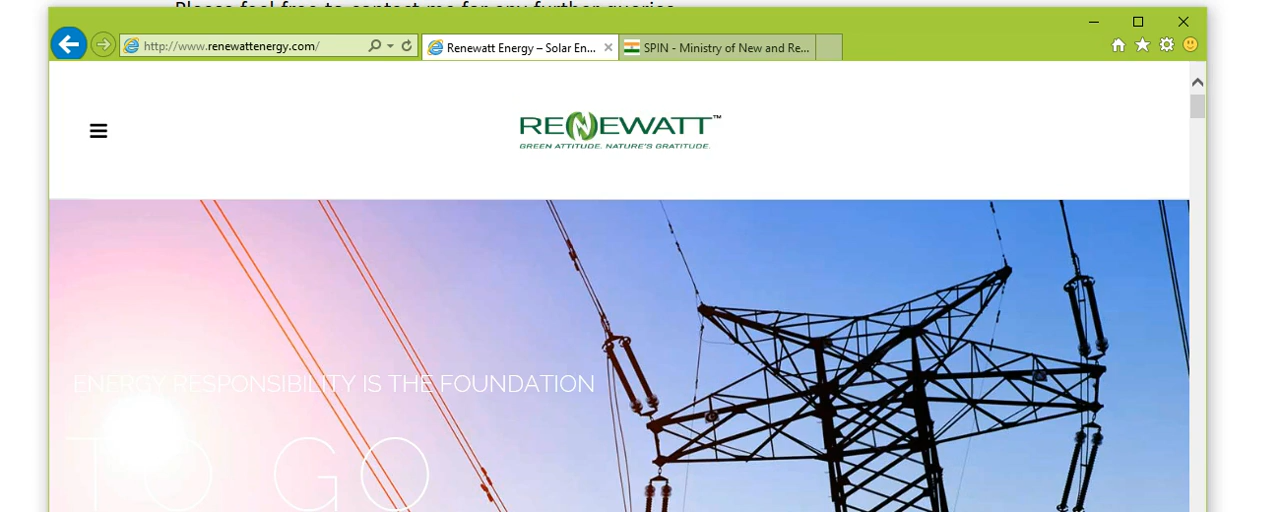 Please feel free to contact me for any further queries
http://www.renewattenergy.com/
Renewatt Energy – Solar En...
SPIN - Ministry of New and Re...
RENEWATT™
GREEN ATTITUDE. NATURE'S GRATITUDE.
ENERGY RESPONSIBILITY IS THE FOUNDATION
TO GO